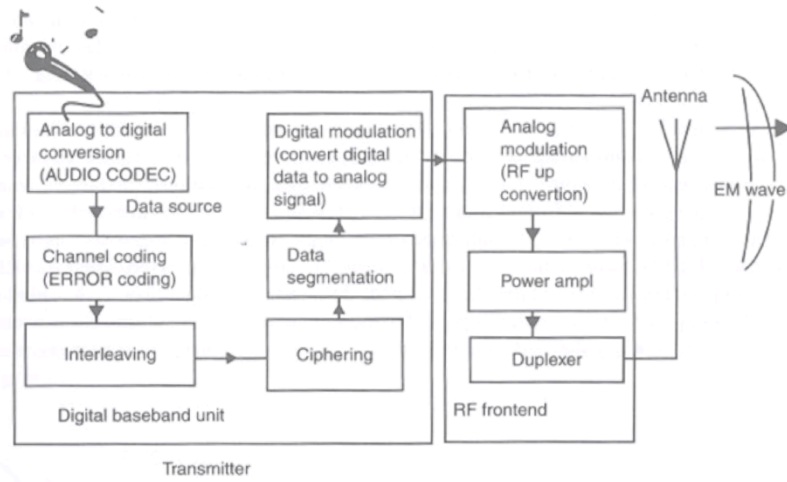 Analog to digital
conversion
(AUDIO CODEC)
Data source
Channel coding
(ERROR coding)
Interleaving
Ciphering
Data
segmentation
Digital modulation
(convert digital
data to analog
signal)
Digital baseband unit
Transmitter
Analog
modulation
(RF up
convertion)
Power ampl
Duplexer
RF frontend
Antenna
EM wave